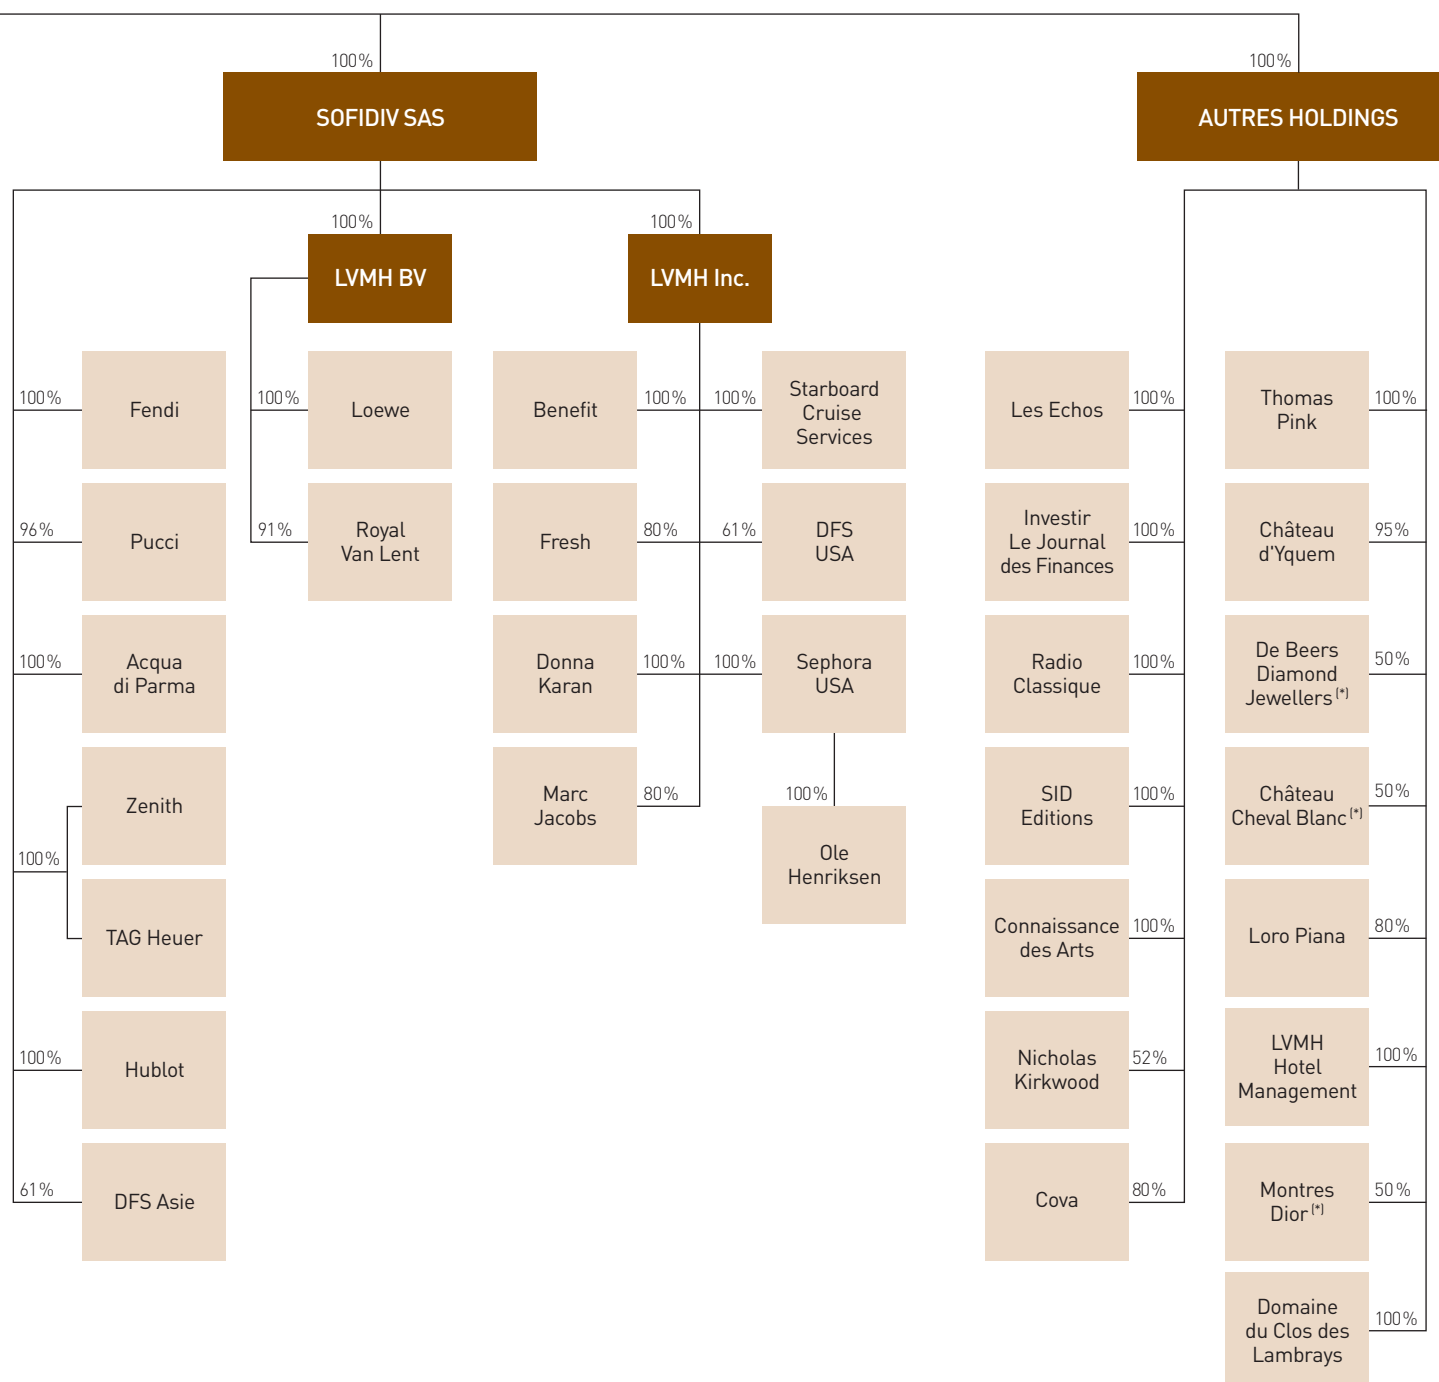 100%
100%
SOFIDIV SAS
AUTRES HOLDINGS
100%
100%
LVMH BV
LVMH Inc.
100%
Fendi
100%
Loewe
Benefit
100%
100%
Starboard
Cruise
Services
Les Echos
100%
Thomas
Pink
100%
96%
Pucci
91%
Royal
Van Lent
Fresh
80%
61%
DFS
USA
Investir
Le Journal
des Finances
100%
Château
d'Yquem
95%
100%
Acqua
di Parma
Donna
Karan
100%
100%
Sephora
USA
Radio
Classique
100%
De Beers
Diamond
Jewellers (*)
50%
Zenith
Marc
Jacobs
80%
100%
SID
Editions
100%
Château
Cheval Blanc (*)
50%
100%
Ole
Henriksen
TAG Heuer
Connaissance
des Arts
100%
Loro Piana
80%
100%
Hublot
Nicholas
Kirkwood
52%
LVMH
Hotel
Management
100%
61%
DFS Asie
Cova
80%
Montres
Dior (*)
50%
Domaine
du Clos des
Lambrays
100%